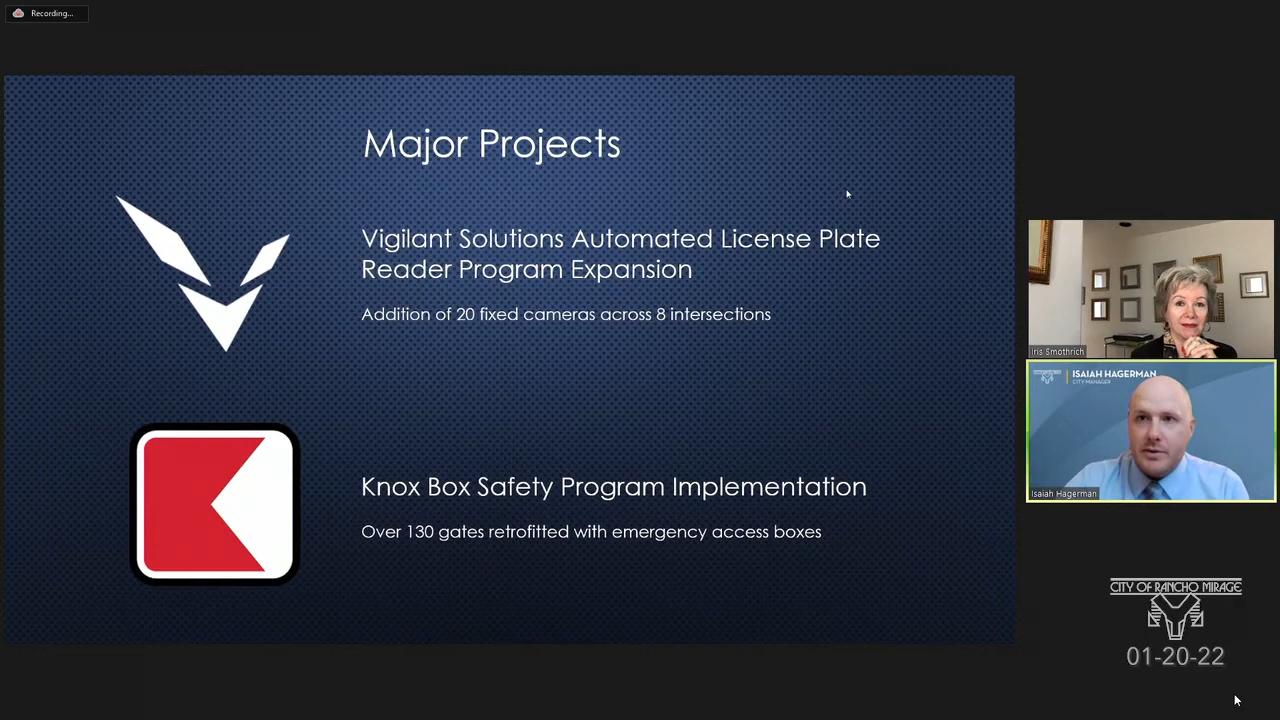 Recording...
Major Projects
Vigilant Solutions Automated License Plate
Reader Program Expansion
Addition of 20 fixed cameras across 8 intersections
Knox Box Safety Program Implementation
Over 130 gates retrofitted with emergency access boxes
Iris Smothrich
ISAIAH HAGERMAN
CITY MANAGER
Isaiah Hagerman
CITY OF RANCHO MIRAGE
01-20-22